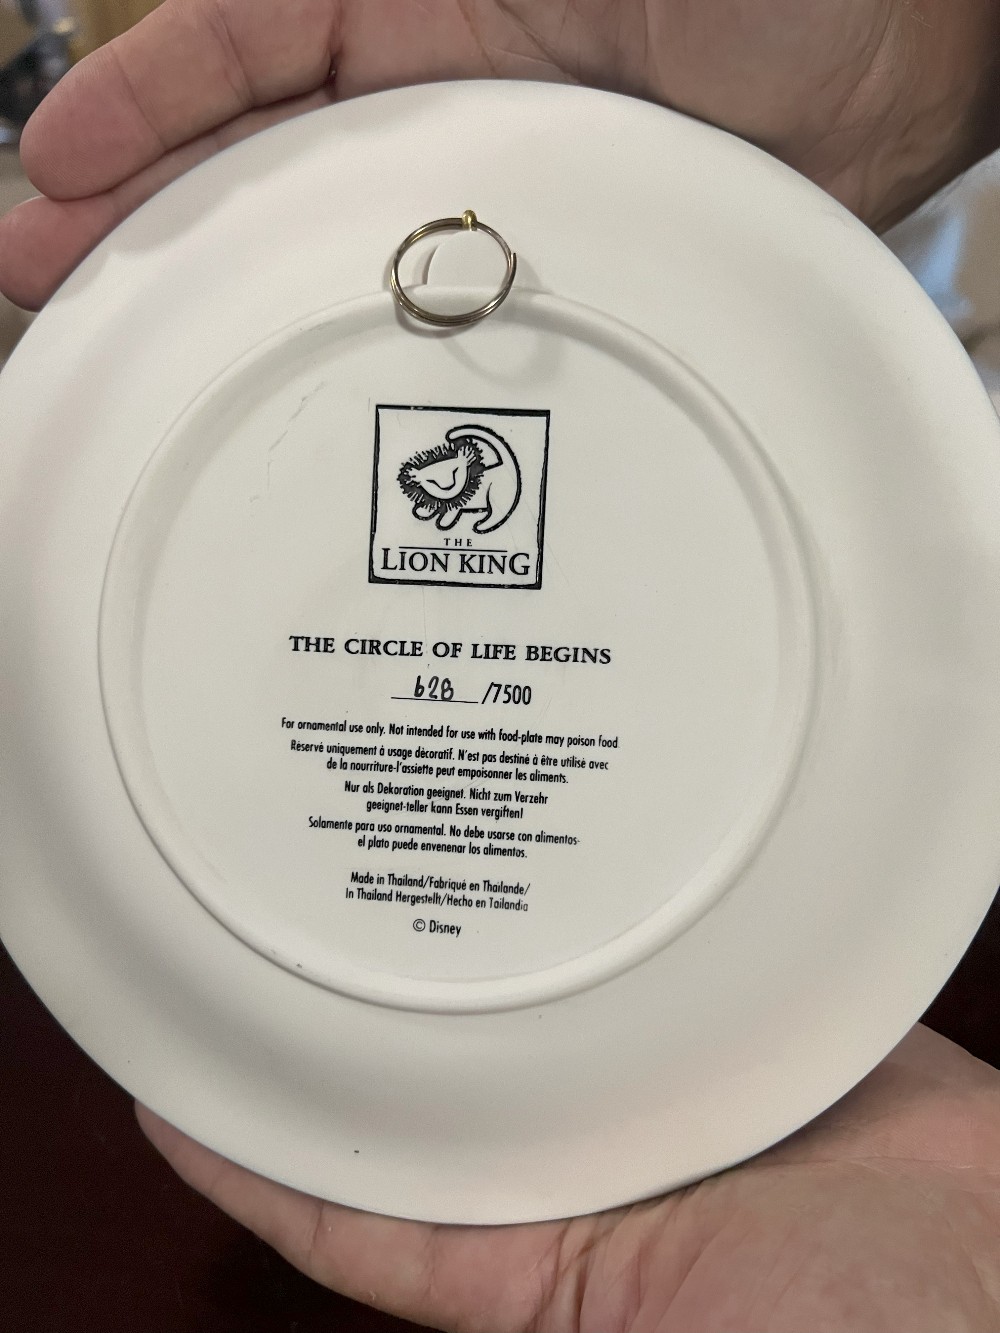 THE
LION KING
THE CIRCLE OF LIFE BEGINS
628 /7500
For ornamental use only. Not intended for use with food-plate may poison food.
Réservé uniquement à usage décoratif. N'est pas destiné à être utilisé avec
de la nourriture-l'assiette peut empoisonner les aliments.
Nur als Dekoration geeignet. Nicht zum Verzehr
geeignet-teller kann Essen vergiften!
Solamente para uso ornamental. No debe usarse con alimentos-
el plato puede envenenar los alimentos.
Made in Thailand/Fabriqué en Thailande/
In Thailand Hergestellt/Hecho en Tailandia
© Disney